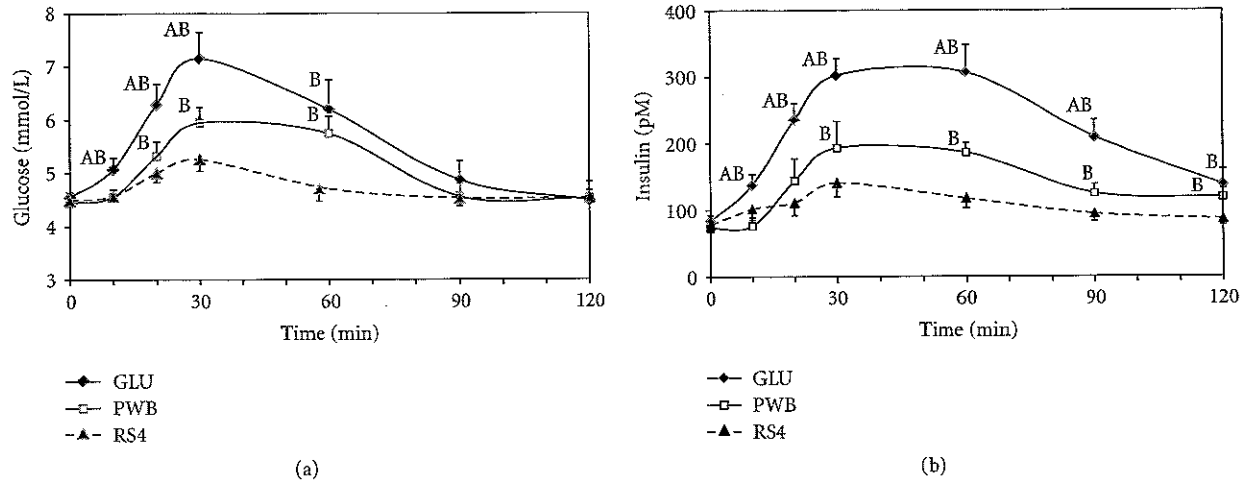 8
7
6
5
4
3
Glucose (mmol/L)
AB
AB
AB
B
B
B
B
0
30
60
90
120
Time (min)
GLU
PWB
RS4
(a)
400
300
200
100
0
Insulin (pM)
AB
AB
AB
AB
AB
B
B
B
B
B
0
30
60
90
120
Time (min)
GLU
PWB
RS4
(b)